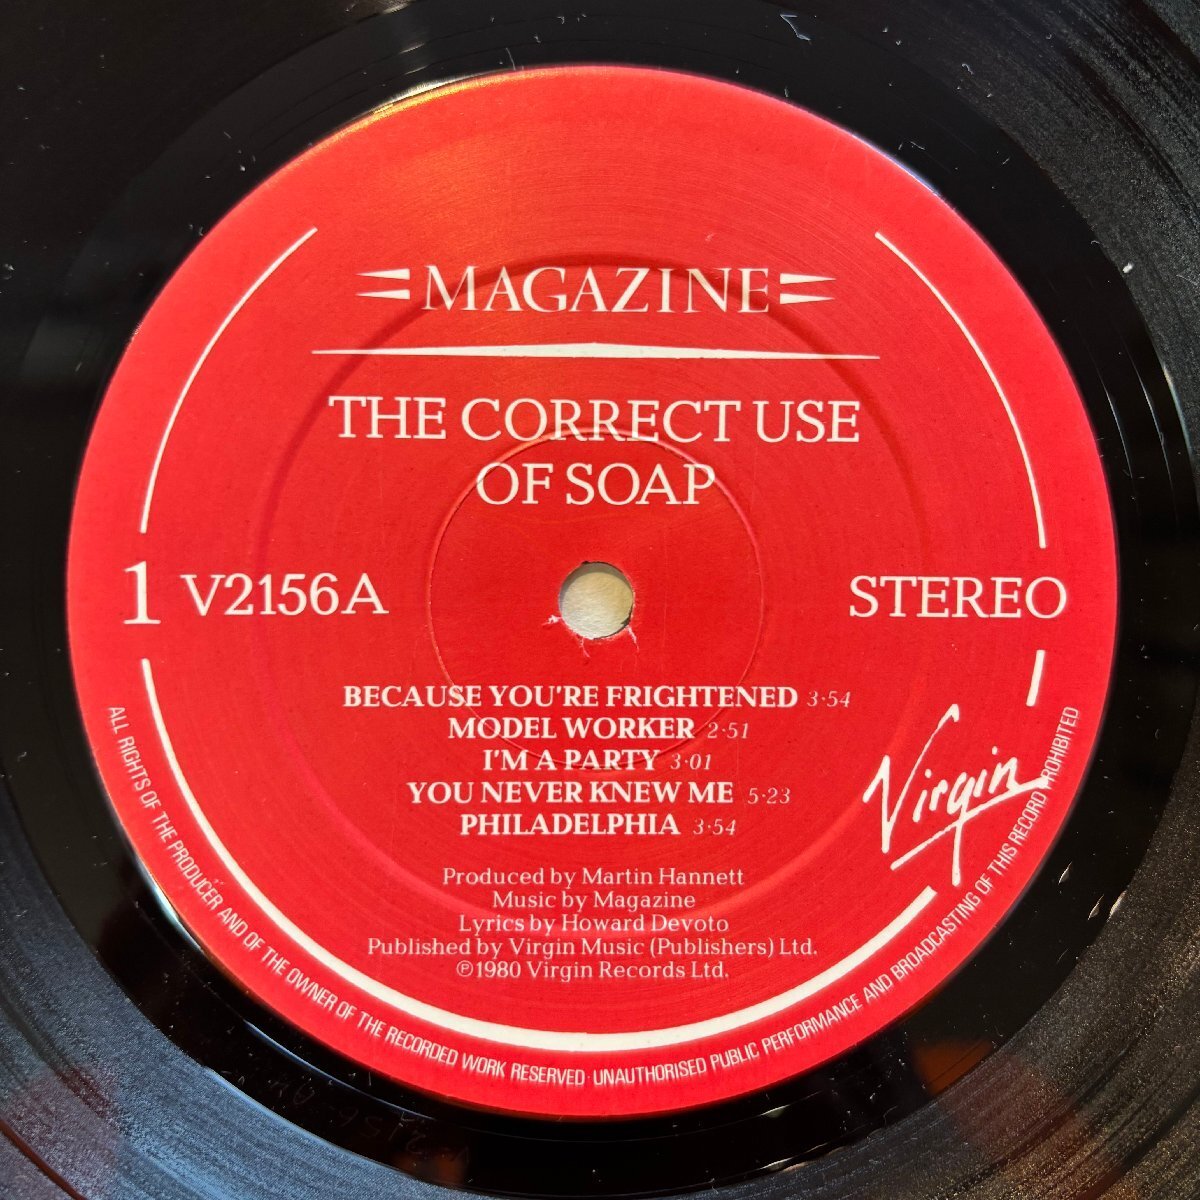 MAGAZINE
THE CORRECT USE
OF SOAP
1 V2156A
STEREO
BECAUSE YOU'RE FRIGHTENED 3·54
MODEL WORKER 2·51
I'M A PARTY 3·01
YOU NEVER KNEW ME 5·23
PHILADELPHIA 3·54
Virgin
Produced by Martin Hannett
Music by Magazine
Lyrics by Howard Devoto
Published by Virgin Music (Publishers) Ltd.
℗1980 Virgin Records Ltd.
ALL RIGHTS OF THE PRODUCER AND OF THE OWNER OF THE RECORDED WORK RESERVED · UNAUTHORISED PUBLIC PERFORMANCE AND BROADCASTING OF THIS RECORD PROHIBITED